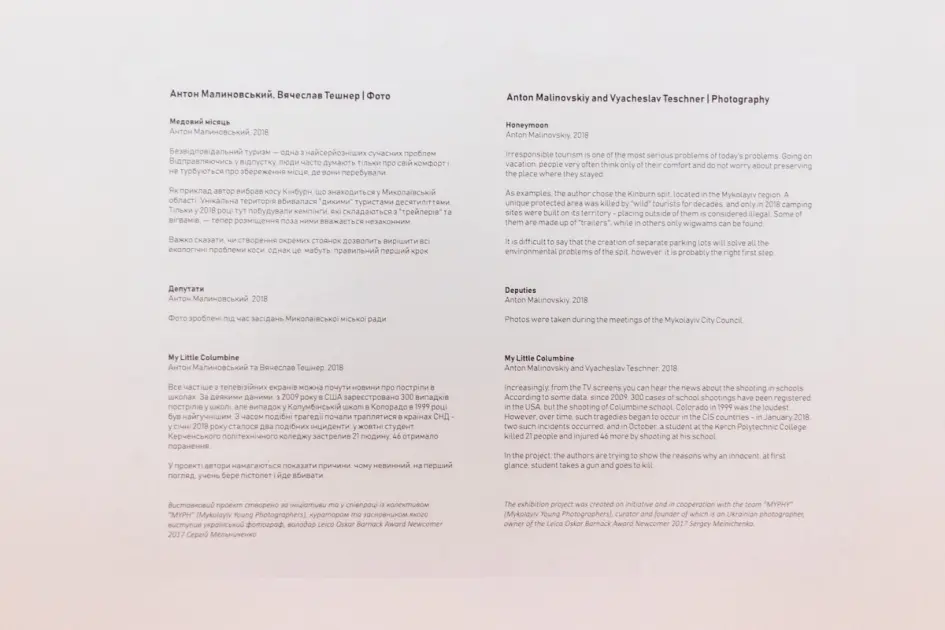 Антон Малиновський, Вячеслав Тешнер | Фото
Медовий місяць
Антон Малиновський, 2018
Безвідповідальний туризм — одна з найсерйозніших сучасних проблем.
Відправляючись у відпустку, люди часто думають тільки про свій комфорт і
не турбуються про збереження місця, де вони перебували.
Як приклад автор вибрав косу Кінбурн, що знаходиться у Миколаївській
області. Унікальна територія вбивалася "дикими" туристами десятиліттями.
Тільки у 2018 році тут побудували кемпінги, які складаються з "трейлерів" та
вігвамів, — тепер розміщення поза ними вважається незаконним.
Важко сказати, чи створення окремих стоянок дозволить вирішити всі
екологічні проблеми коси, однак це, мабуть, правильний перший крок.
Депутати
Антон Малиновський, 2018
Фото зроблені під час засідань Миколаївської міської ради.
My Little Columbine
Антон Малиновський та Вячеслав Тешнер, 2018
Все частіше з телевізійних екранів можна почути новини про постріли в
школах. За деякими даними, з 2009 року в США зареєстровано 300 випадків
пострілів у школі, але випадок у Колумбінській школі в Колорадо в 1999 році
був найгучнішим. З часом подібні трагедії почали траплятися в країнах СНД -
у січні 2018 року сталося два подібних інциденти, у жовтні студент
Керченського політехнічного коледжу застрелив 21 людину, 46 отримало
поранення.
У проекті автори намагаються показати причини, чому невинний, на перший
погляд, учень бере пістолет і йде вбивати.
Виставковий проект створено за ініціативи та у співпраці із колективом
"MYPH" (Mykolayiv Young Photographers), куратором та засновником якого
виступає український фотограф, володар Leica Oskar Barnack Award Newcomer
2017 Сергій Мельниченко.
Anton Malinovskiy and Vyacheslav Teschner | Photography
Honeymoon
Anton Malinovskiy, 2018
Irresponsible tourism is one of the most serious problems of today's problems. Going on
vacation, people very often think only of their comfort and do not worry about preserving
the place where they stayed.
As examples, the author chose the Kinburn spit, located in the Mykolayiv region. A
unique protected area was killed by "wild" tourists for decades, and only in 2018 camping
sites were built on its territory - placing outside of them is considered illegal. Some of
them are made up of "trailers", while in others only wigwams can be found.
It is difficult to say that the creation of separate parking lots will solve all the
environmental problems of the spit, however, it is probably the right first step.
Deputies
Anton Malinovskiy, 2018
Photos were taken during the meetings of the Mykolayiv City Council.
My Little Columbine
Anton Malinovskiy and Vyacheslav Teschner, 2018
Increasingly, from the TV screens you can hear the news about the shooting in schools.
According to some data, since 2009, 300 cases of school shootings have been registered
in the USA, but the shooting of Columbine school, Colorado in 1999 was the loudest.
However, over time, such tragedies began to occur in the CIS countries - in January 2018,
two such incidents occurred, and in October, a student at the Kerch Polytechnic College
killed 21 people and injured 46 more by shooting at his school.
In the project, the authors are trying to show the reasons why an innocent, at first
glance, student takes a gun and goes to kill.
The exhibition project was created on initiative and in cooperation with the team "MYPHY"
(Mykolayiv Young Photographers), curator and founder of which is an Ukrainian photographer,
owner of the Leica Oskar Barnack Award Newcomer 2017 Sergey Melnichenko.